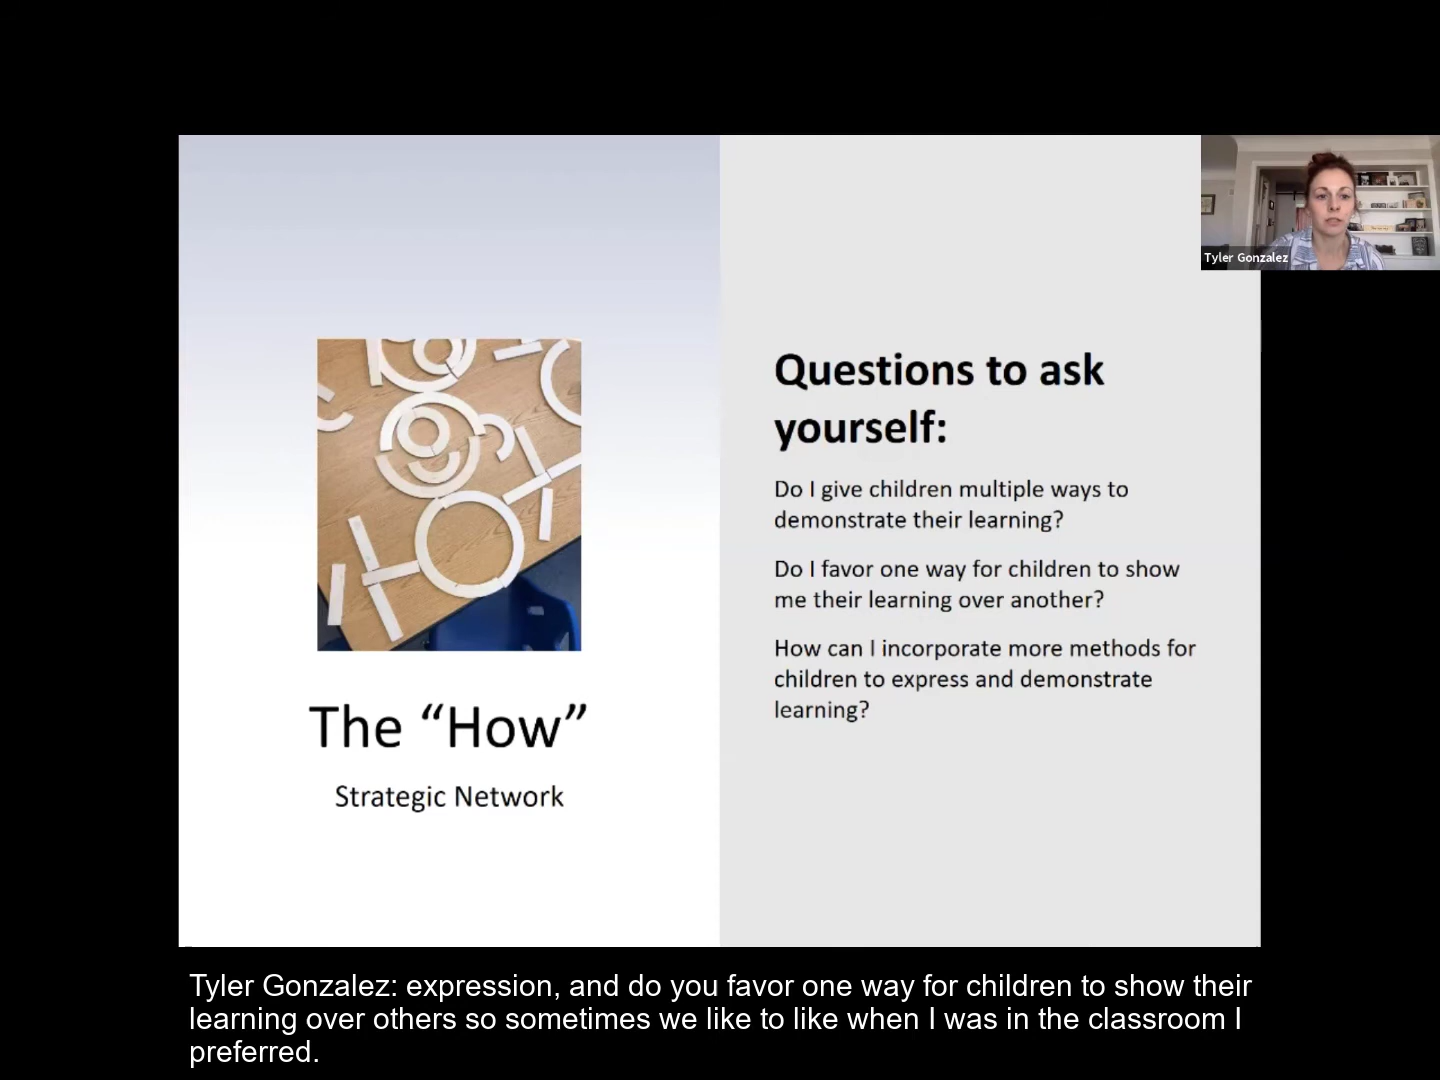 Tyler Gonzalez
Questions to ask
yourself:
Do I give children multiple ways to
demonstrate their learning?
Do I favor one way for children to show
me their learning over another?
How can I incorporate more methods for
children to express and demonstrate
learning?
The “How”
Strategic Network
Tyler Gonzalez: expression, and do you favor one way for children to show their
learning over others so sometimes we like to like when I was in the classroom I
preferred.